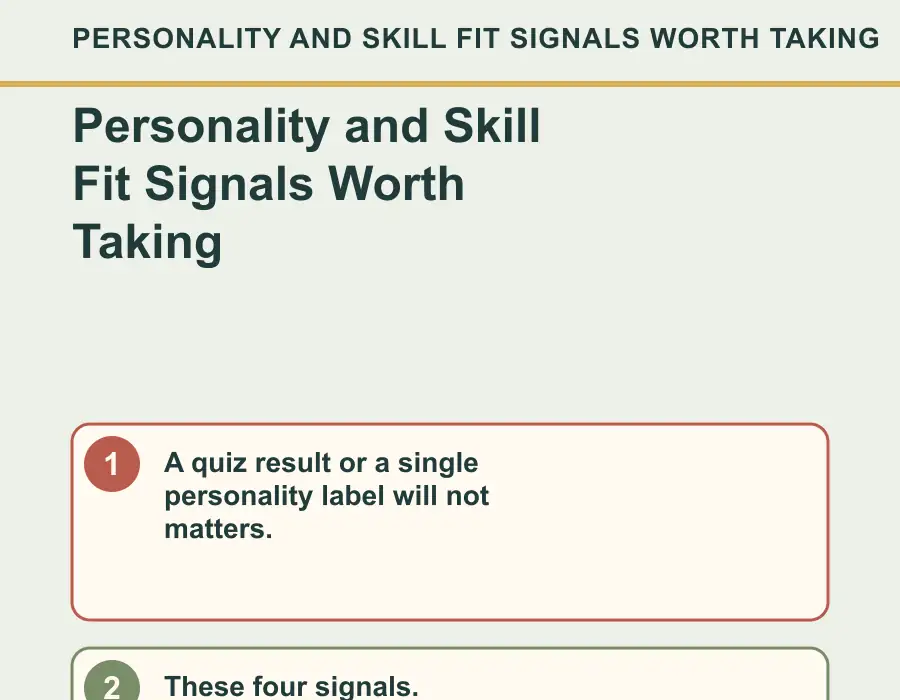 PERSONALITY AND SKILL FIT SIGNALS WORTH TAKING
Personality and Skill
Fit Signals Worth
Taking
1
A quiz result or a single
personality label will not
matters.
2
These four signals.